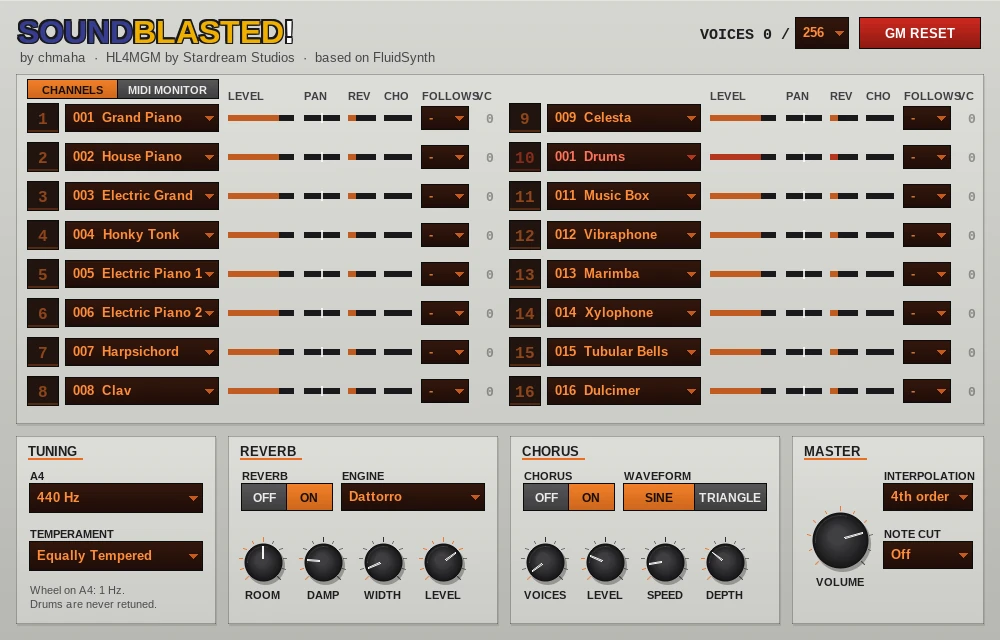 SOUNDBLASTED!
by chmaha · HL4MGM by Stardream Studios · based on FluidSynth
VOICES 0 / 256 GM RESET
CHANNELS MIDI MONITOR LEVEL PAN REV CHO FOLLOWS VC LEVEL PAN REV CHO FOLLOWS VC
1 001 Grand Piano - 0 9 009 Celesta - 0
2 002 House Piano - 0 10 001 Drums - 0
3 003 Electric Grand - 0 11 011 Music Box - 0
4 004 Honky Tonk - 0 12 012 Vibraphone - 0
5 005 Electric Piano 1 - 0 13 013 Marimba - 0
6 006 Electric Piano 2 - 0 14 014 Xylophone - 0
7 007 Harpsichord - 0 15 015 Tubular Bells - 0
8 008 Clav - 0 16 016 Dulcimer - 0
TUNING
A4
440 Hz
TEMPERAMENT
Equally Tempered
Wheel on A4: 1 Hz.
Drums are never retuned.
REVERB
REVERB ENGINE
OFF ON Dattorro
ROOM DAMP WIDTH LEVEL
CHORUS
CHORUS WAVEFORM
OFF ON SINE TRIANGLE
VOICES LEVEL SPEED DEPTH
MASTER
INTERPOLATION
4th order
NOTE CUT
Off
VOLUME